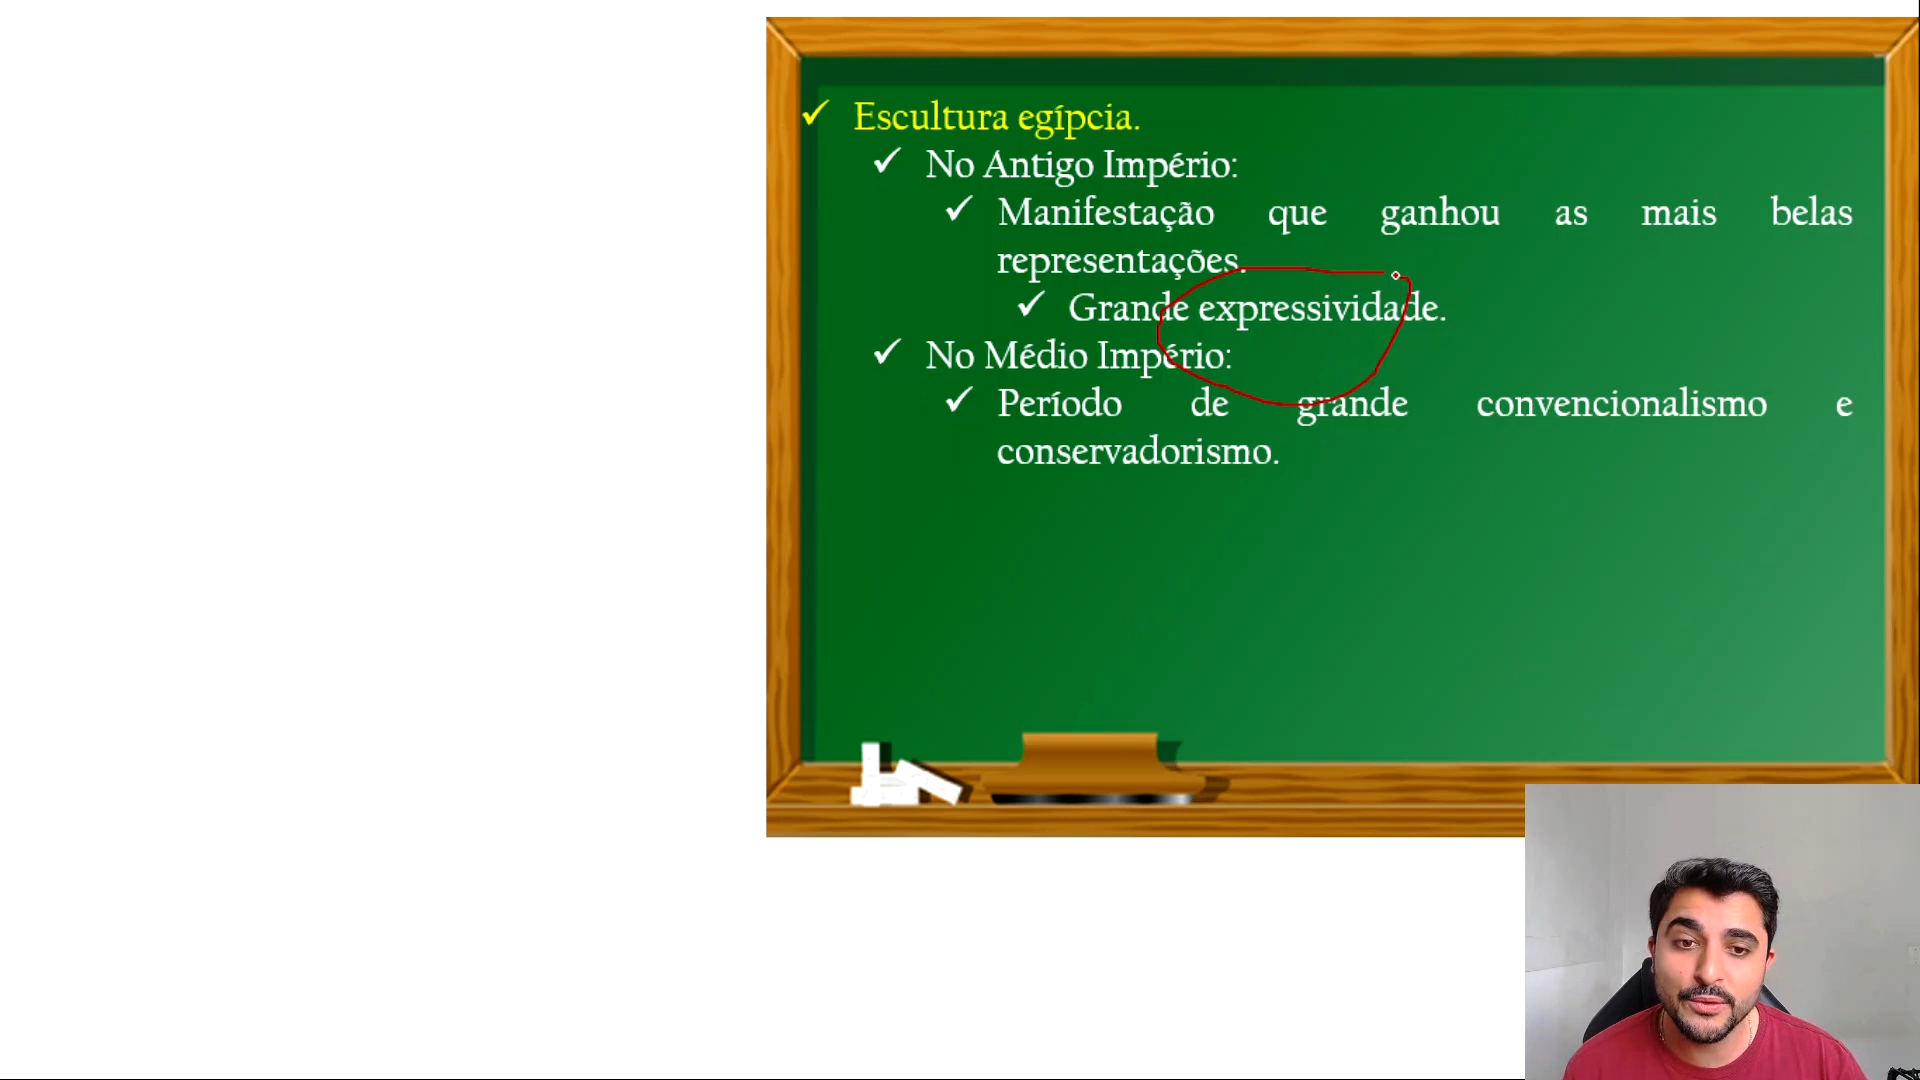 Escultura egípcia.
No Antigo Império:
Manifestação que ganhou as mais belas
representações.
Grande expressividade.
No Médio Império:
Período de grande convencionalismo e
conservadorismo.